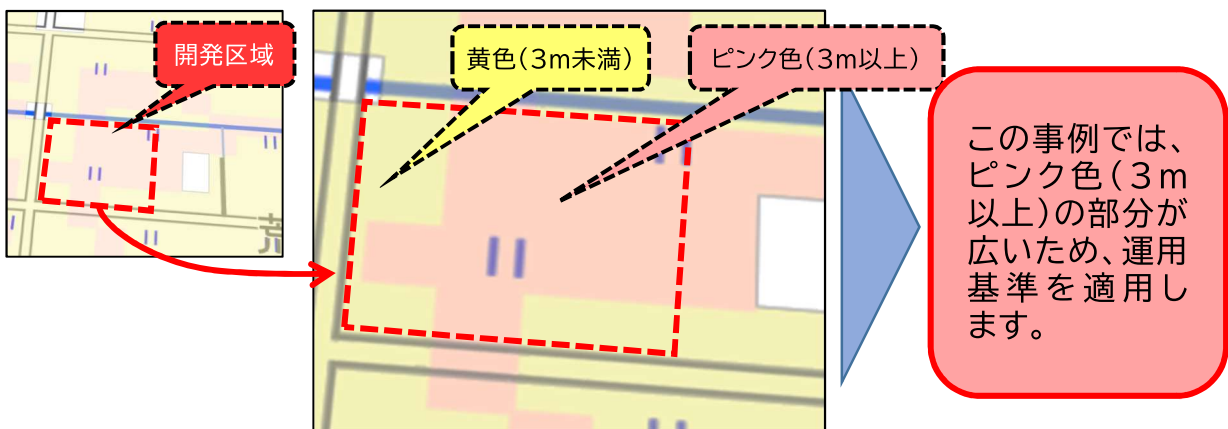 開発区域
黄色(3m未満)
ピンク色(3m以上)
荒
この事例では、
ピンク色(3m
以上)の部分が
広いため、運用
基準を適用し
ます。